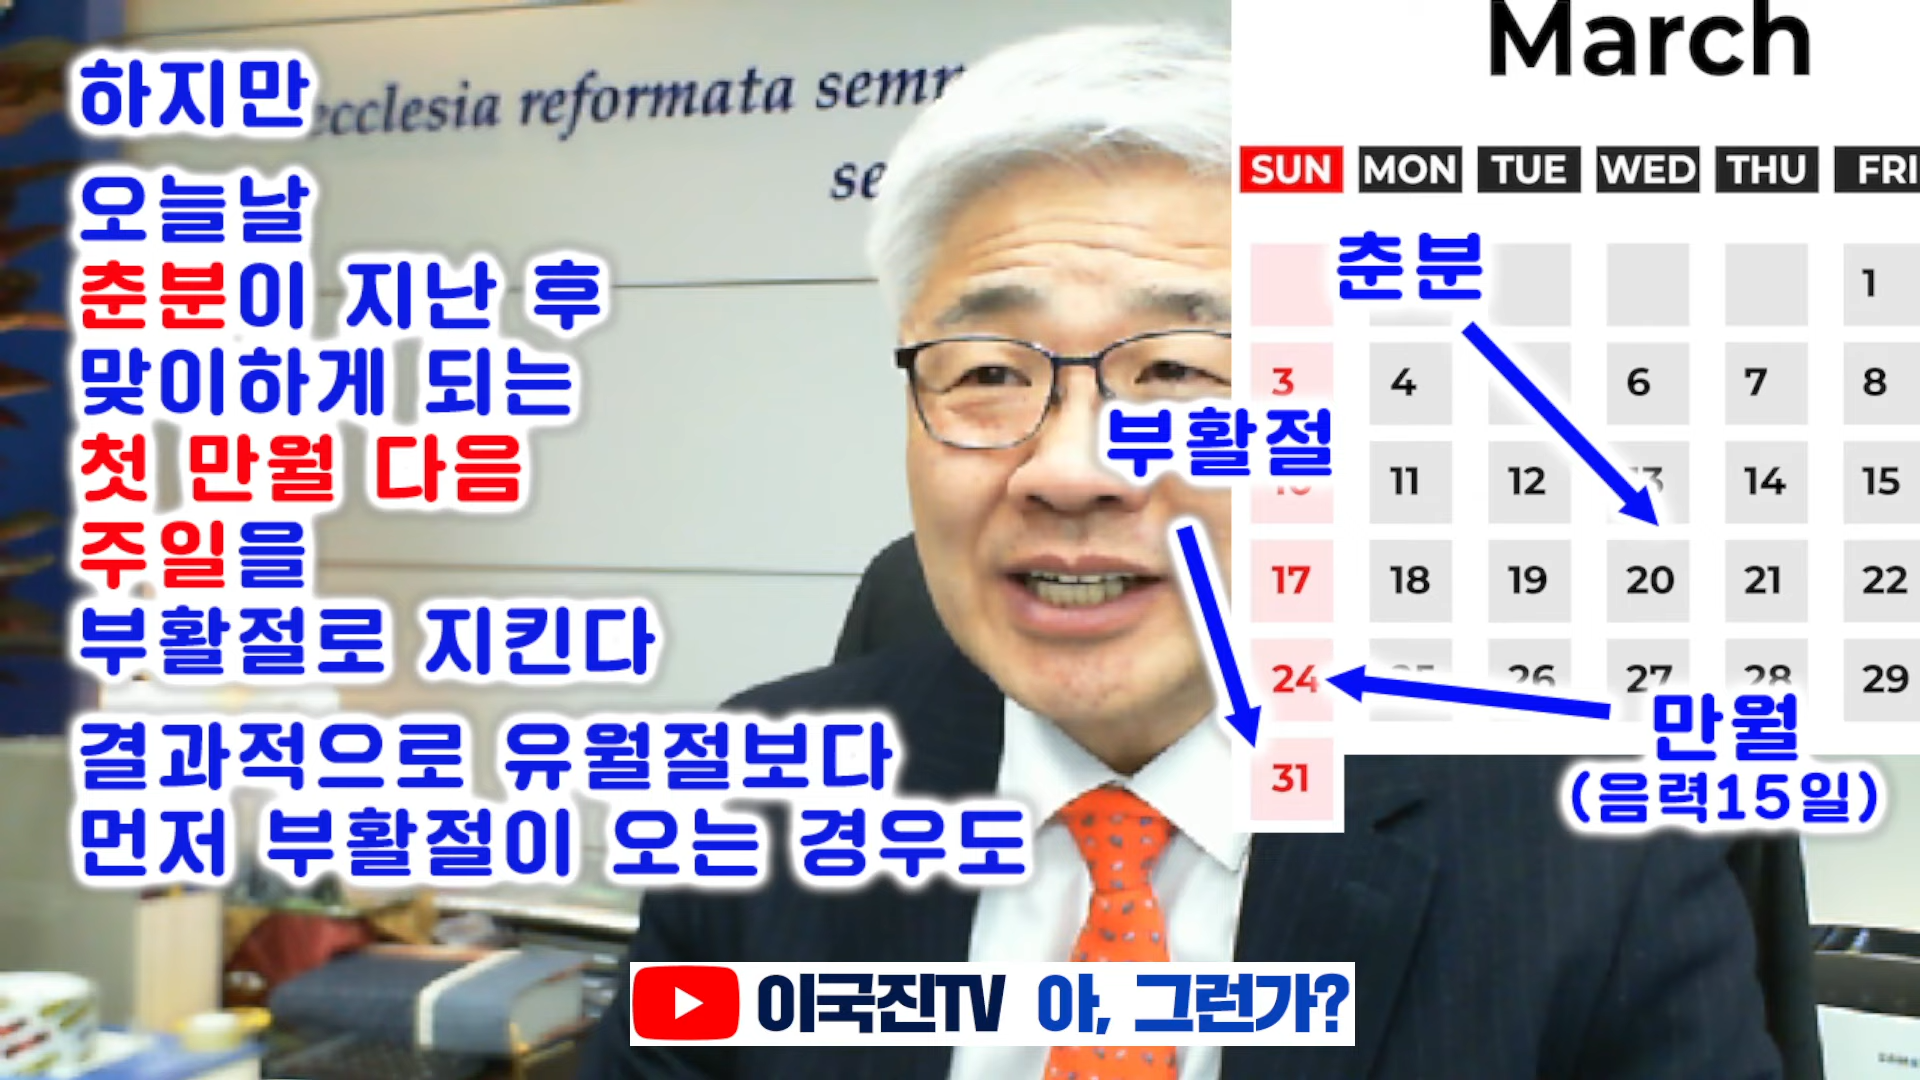 하지만
오늘날
춘분이 지난 후
맞이하게 되는
첫 만월 다음
주일을
부활절로 지킨다
결과적으로 유월절보다
먼저 부활절이 오는 경우도
ecclesia reformata
se
March
SUN MON TUE WED THU FRI
춘분
1
3 4 6 7 8
부활절
11 12 14 15
17 18 19 20 21 22
24 26 27 28 29
만월
(음력15일)
31
이국진TV 아, 그런가?